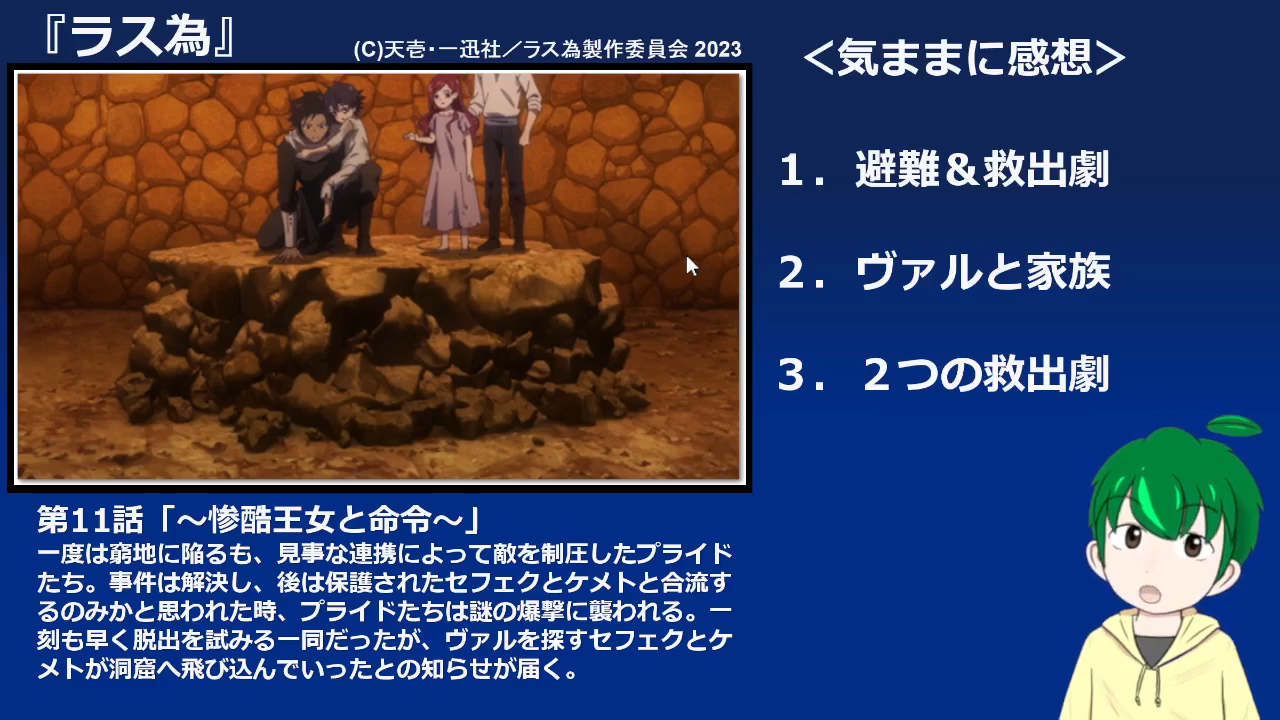 『ラス為』
(C)天壱・一迅社／ラス為製作委員会 2023
＜気ままに感想＞
１．避難＆救出劇
２．ヴァルと家族
３．２つの救出劇
第11話「～惨酷王女と命令～」
一度は窮地に陥るも、見事な連携によって敵を制圧したプライド
たち。事件は解決し、後は保護されたセフェクとケメトと合流す
るのみかと思われた時、プライドたちは謎の爆撃に襲われる。一
刻も早く脱出を試みる一同だったが、ヴァルを探すセフェクとケ
メトが洞窟へ飛び込んでいったとの知らせが届く。